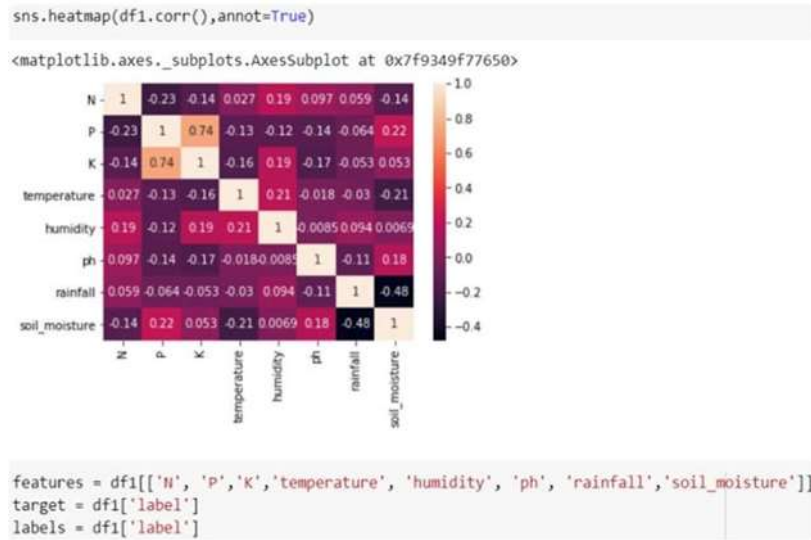 sns.heatmap(df1.corr(),annot=True)
<matplotlib.axes._subplots.AxesSubplot at 0x7f9349f77650>
N 1 -0.23 -0.14 0.027 0.19 0.097 0.059 -0.14
P -0.23 1 0.74 -0.13 -0.12 -0.14 -0.064 0.22
K -0.14 0.74 1 -0.16 0.19 -0.17 -0.053 0.053
temperature 0.027 -0.13 -0.16 1 0.21 -0.018 -0.03 -0.21
humidity 0.19 -0.12 0.19 0.21 1 -0.0085 0.094 0.0069
ph 0.097 -0.14 -0.17 -0.018 -0.0085 1 -0.11 0.18
rainfall 0.059 -0.064 -0.053 -0.03 0.094 -0.11 1 -0.48
soil_moisture -0.14 0.22 0.053 -0.21 0.0069 0.18 -0.48 1
N P K temperature humidity ph rainfall soil_moisture
1.0
0.8
0.6
0.4
0.2
0.0
-0.2
-0.4
features = df1[['N', 'P','K','temperature', 'humidity', 'ph', 'rainfall','soil_moisture']]
target = df1['label']
labels = df1['label']